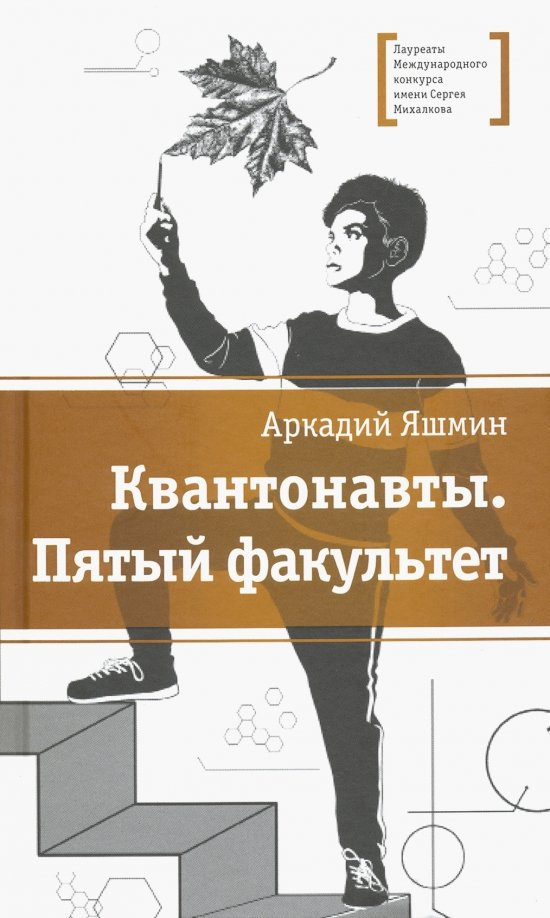 Лауреаты
Международного
конкурса
имени Сергея
Михалкова
Аркадий Яшмин
Квантонавты.
Пятый факультет